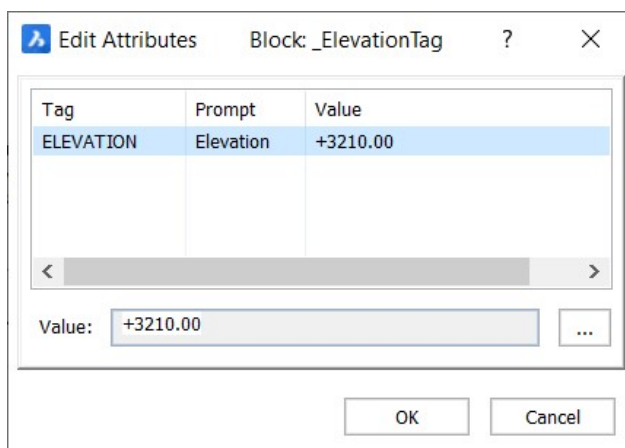 Edit Attributes Block: _ElevationTag ?
Tag Prompt Value
ELEVATION Elevation +3210.00
Value: +3210.00 ...
OK Cancel